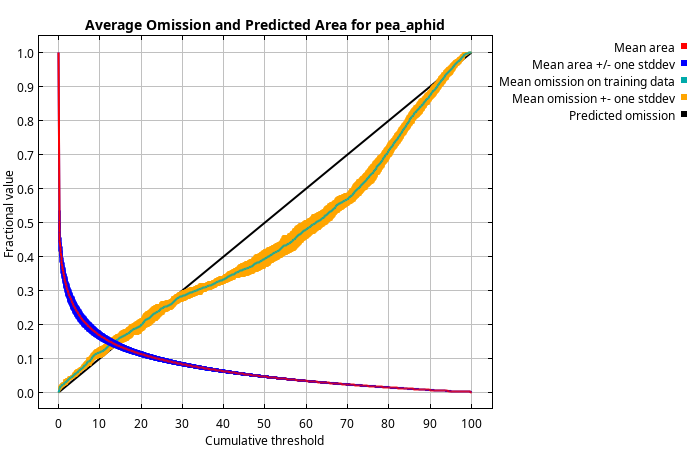 Average Omission and Predicted Area for pea_aphid
Mean area
Mean area +/- one stddev
Mean omission on training data
Mean omission +- one stddev
Predicted omission
Fractional value
1.0
0.9
0.8
0.7
0.6
0.5
0.4
0.3
0.2
0.1
0.0
0 10 20 30 40 50 60 70 80 90 100
Cumulative threshold